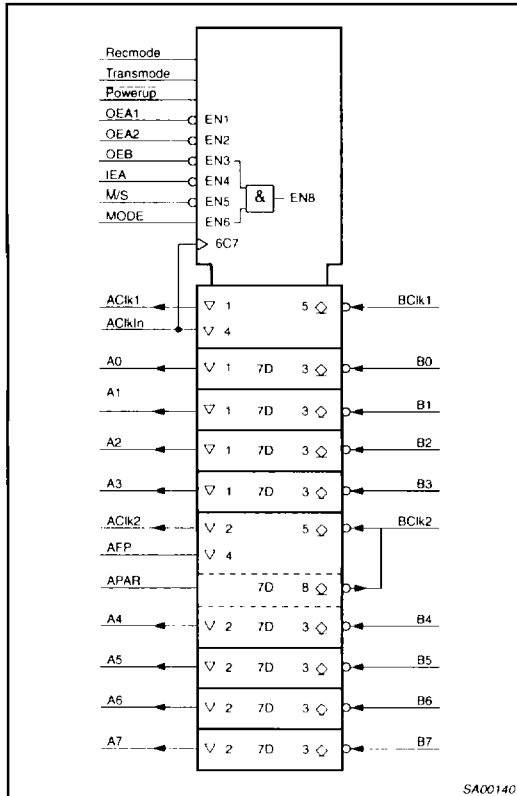 Recmode
Transmode
Powerup
OEA1 EN1
OEA2 EN2
OEB EN3
IEA EN4 & EN8
M/S EN5
MODE EN6
6C7
AClk1 ▽ 1 5 ◇ BClk1
AClkIn ▽ 4
A0 ▽ 1 7D 3 ◇ B0
A1 ▽ 1 7D 3 ◇ B1
A2 ▽ 1 7D 3 ◇ B2
A3 ▽ 1 7D 3 ◇ B3
AClk2 ▽ 2 5 ◇ BClk2
AFP ▽ 4
APAR 7D 8 ◇
A4 ▽ 2 7D 3 ◇ B4
A5 ▽ 2 7D 3 ◇ B5
A6 ▽ 2 7D 3 ◇ B6
A7 ▽ 2 7D 3 ◇ B7
SA00140